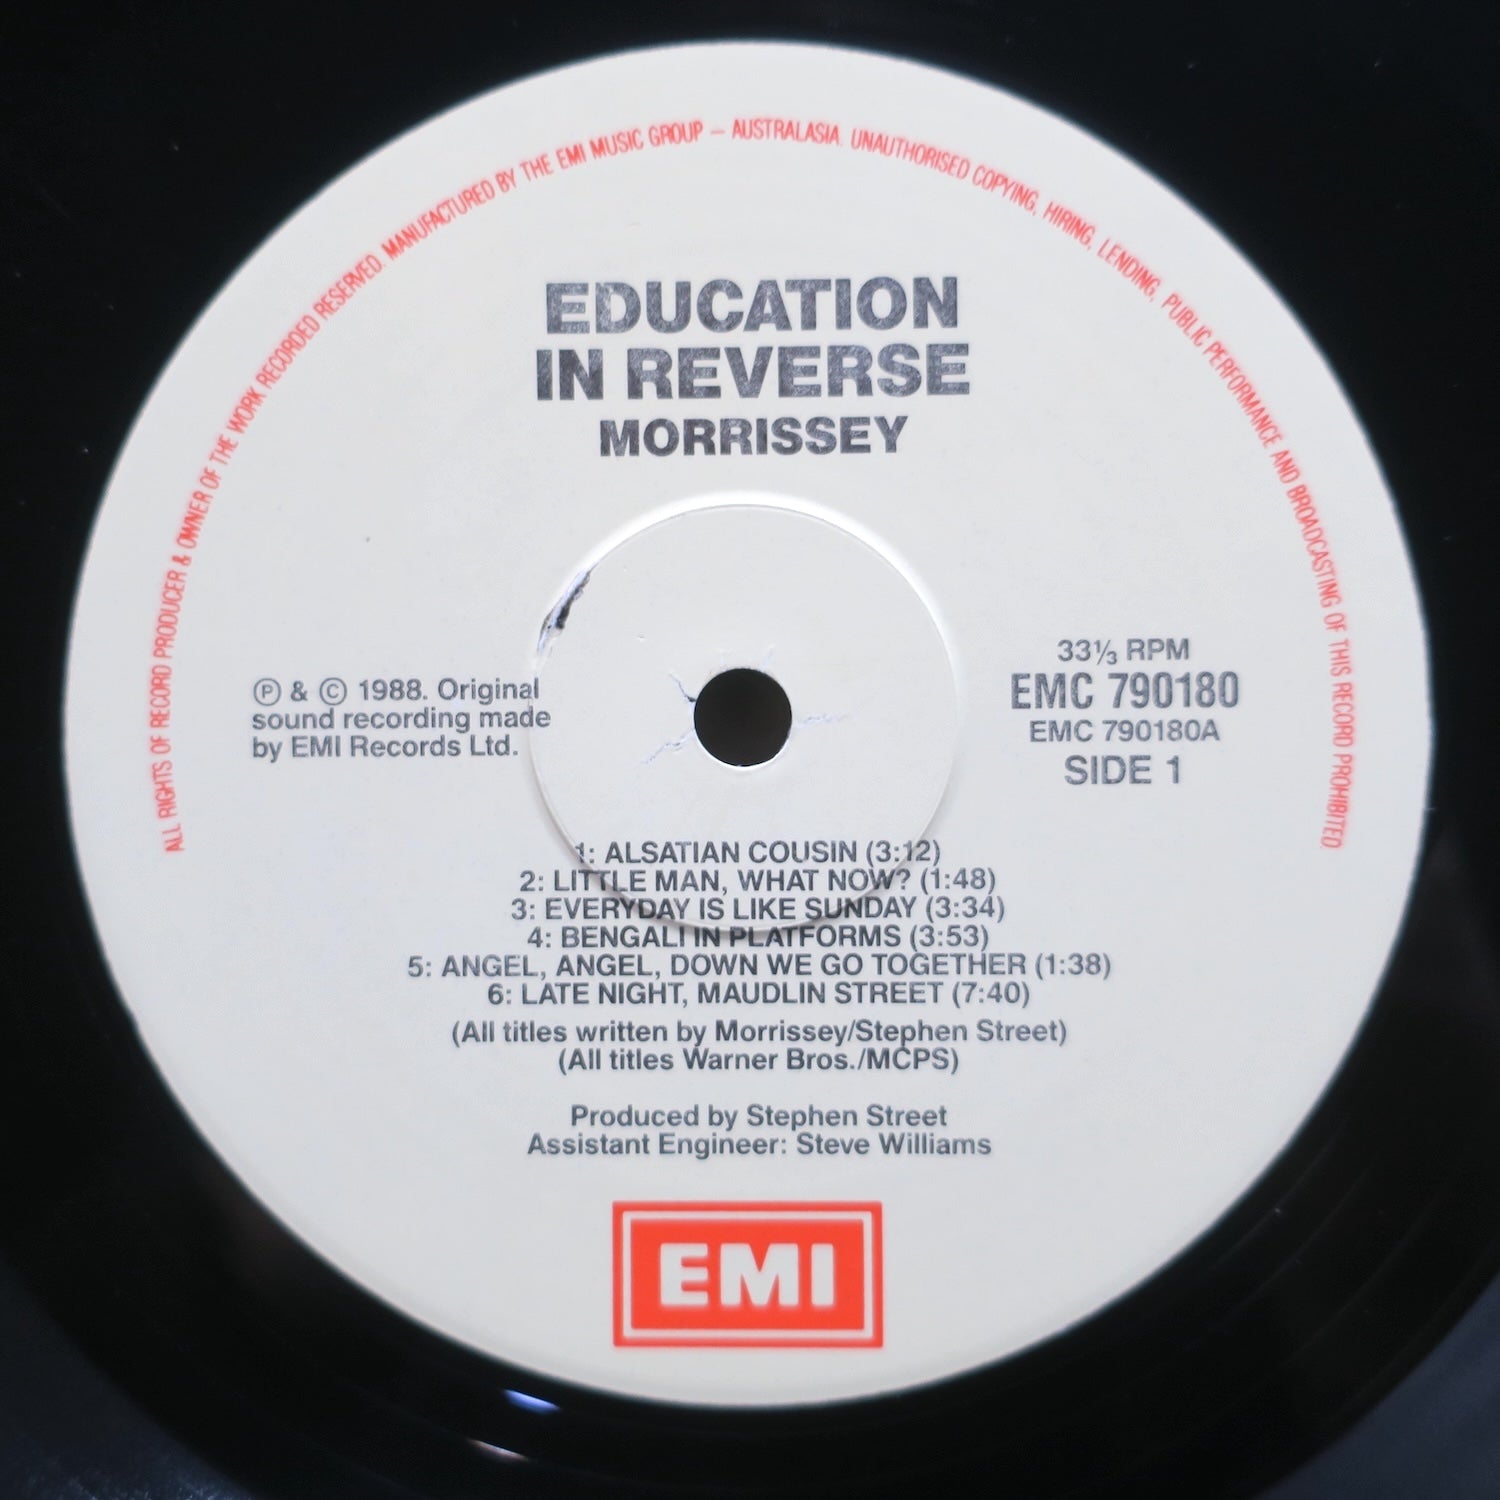 ALL RIGHTS OF RECORD PRODUCER & OWNER OF THE WORK RECORDED RESERVED. MANUFACTURED BY THE EMI MUSIC GROUP – AUSTRALASIA. UNAUTHORISED COPYING, HIRING, LENDING, PUBLIC PERFORMANCE AND BROADCASTING OF THIS RECORD PROHIBITED
EDUCATION
IN REVERSE
MORRISSEY
℗ & © 1988. Original
sound recording made
by EMI Records Ltd.
33⅓ RPM
EMC 790180
EMC 790180A
SIDE 1
1: ALSATIAN COUSIN (3:12)
2: LITTLE MAN, WHAT NOW? (1:48)
3: EVERYDAY IS LIKE SUNDAY (3:34)
4: BENGALI IN PLATFORMS (3:53)
5: ANGEL, ANGEL, DOWN WE GO TOGETHER (1:38)
6: LATE NIGHT, MAUDLIN STREET (7:40)
(All titles written by Morrissey/Stephen Street)
(All titles Warner Bros./MCPS)
Produced by Stephen Street
Assistant Engineer: Steve Williams
EMI